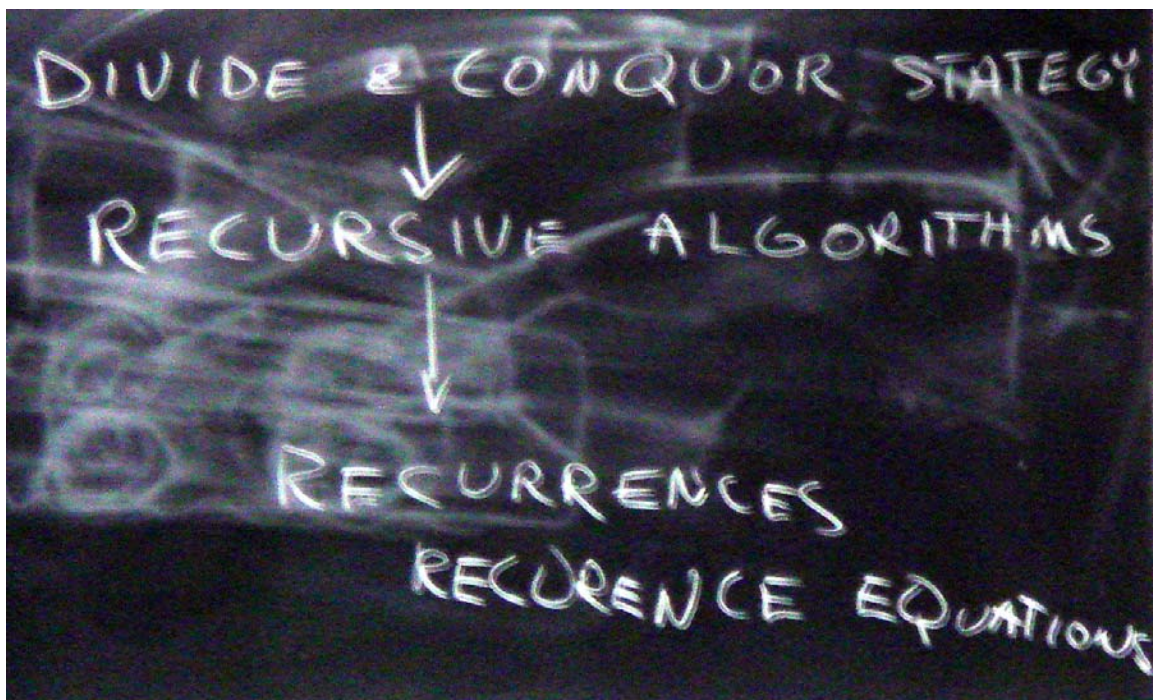 DIVIDE & CONQUOR STATEGY
RECURSIVE ALGORITHMS
RECURRENCES
RECURENCE EQUATIONS